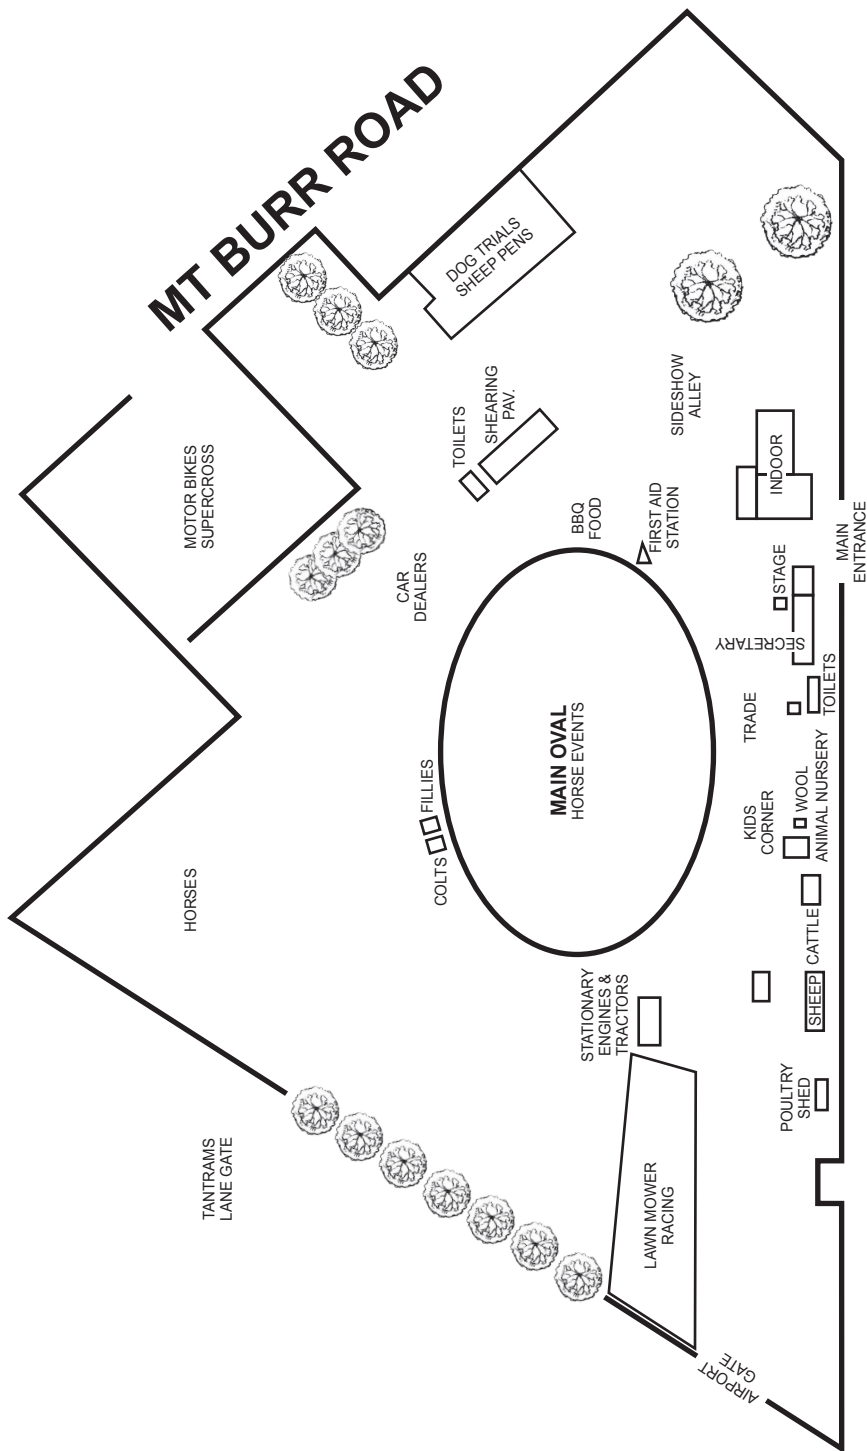 MT BURR ROAD
MOTOR BIKES
SUPERCROSS
HORSES
TANTRAMS
LANE GATE
CAR
DEALERS
TOILETS
SHEARING
PAV.
DOG TRIALS
SHEEP PENS
COLTS
FILLIES
MAIN OVAL
HORSE EVENTS
BBQ
FOOD
FIRST AID
STATION
SIDESHOW
ALLEY
STATIONARY
ENGINES &
TRACTORS
LAWN MOWER
RACING
AIRPORT
GATE
POULTRY
SHED
SHEEP
CATTLE
KIDS
CORNER
WOOL
ANIMAL NURSERY
TRADE
TOILETS
SECRETARY
STAGE
INDOOR
MAIN
ENTRANCE